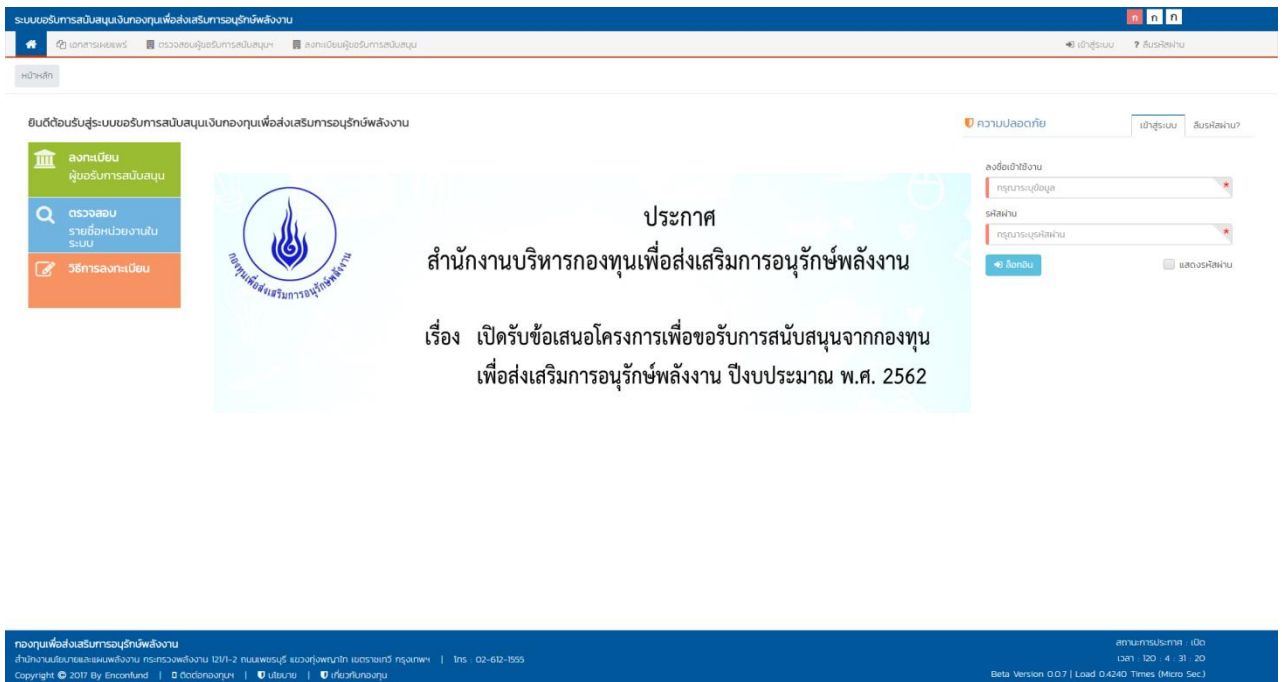 ระบบขอรับการสนับสนุนเงินกองทุนเพื่อส่งเสริมการอนุรักษ์พลังงาน
ก ก ก
เอกสารเผยแพร่ ตรวจสอบผู้ขอรับการสนับสนุนฯ ลงทะเบียนผู้ขอรับการสนับสนุน เข้าสู่ระบบ ? ลืมรหัสผ่าน
หน้าหลัก
ยินดีต้อนรับสู่ระบบขอรับการสนับสนุนเงินกองทุนเพื่อส่งเสริมการอนุรักษ์พลังงาน
ลงทะเบียน
ผู้ขอรับการสนับสนุน
ตรวจสอบ
รายชื่อหน่วยงานใน
ระบบ
วิธีการลงทะเบียน
กองทุนเพื่อส่งเสริมการอนุรักษ์พลังงาน
ประกาศ
สำนักงานบริหารกองทุนเพื่อส่งเสริมการอนุรักษ์พลังงาน
เรื่อง เปิดรับข้อเสนอโครงการเพื่อขอรับการสนับสนุนจากกองทุน
เพื่อส่งเสริมการอนุรักษ์พลังงาน ปีงบประมาณ พ.ศ. 2562
ความปลอดภัย เข้าสู่ระบบ ลืมรหัสผ่าน?
ลงชื่อเข้าใช้งาน
กรุณาระบุข้อมูล *
รหัสผ่าน
กรุณาระบุรหัสผ่าน *
ล็อกอิน แสดงรหัสผ่าน
กองทุนเพื่อส่งเสริมการอนุรักษ์พลังงาน
สำนักงานนโยบายและแผนพลังงาน กระทรวงพลังงาน 121/1-2 ถนนเพชรบุรี แขวงทุ่งพญาไท เขตราชเทวี กรุงเทพฯ | โทร : 02-612-1555
Copyright © 2017 By Enconfund | ติดต่อกองทุนฯ | นโยบาย | เกี่ยวกับกองทุน
สถานะการประกาศ : เปิด
เวลา : 120 : 4 : 31 : 20
Beta Version 0.0.7 | Load 0.4240 Times (Micro Sec.)